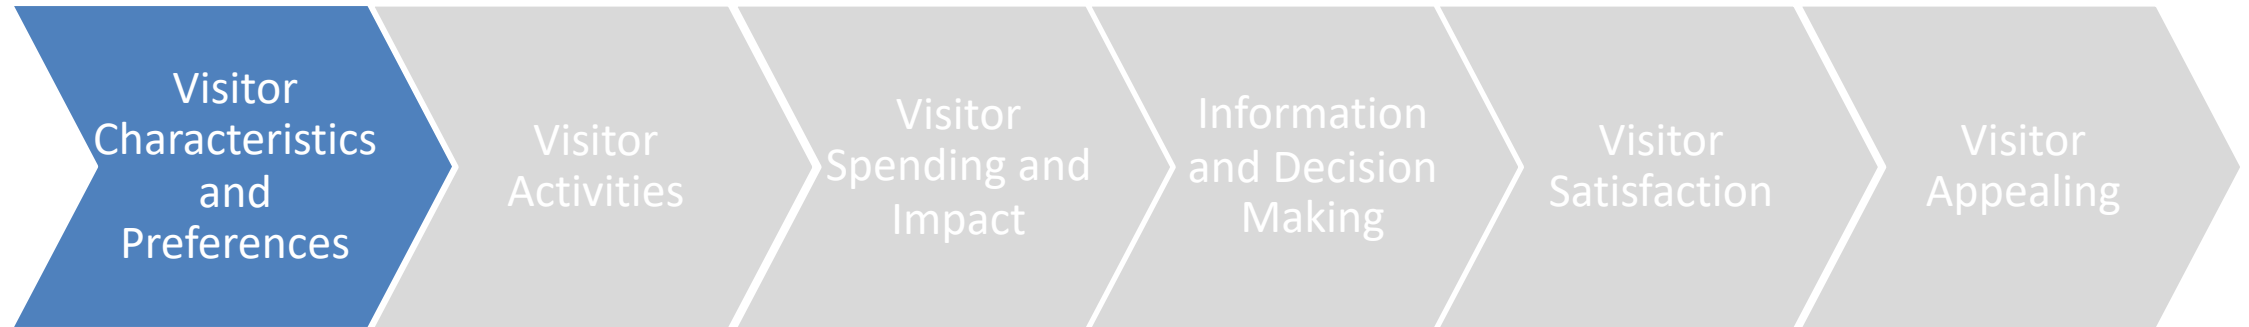 Visitor
Characteristics
and
Preferences
Visitor
Activities
Visitor
Spending and
Impact
Information
and Decision
Making
Visitor
Satisfaction
Visitor
Appealing